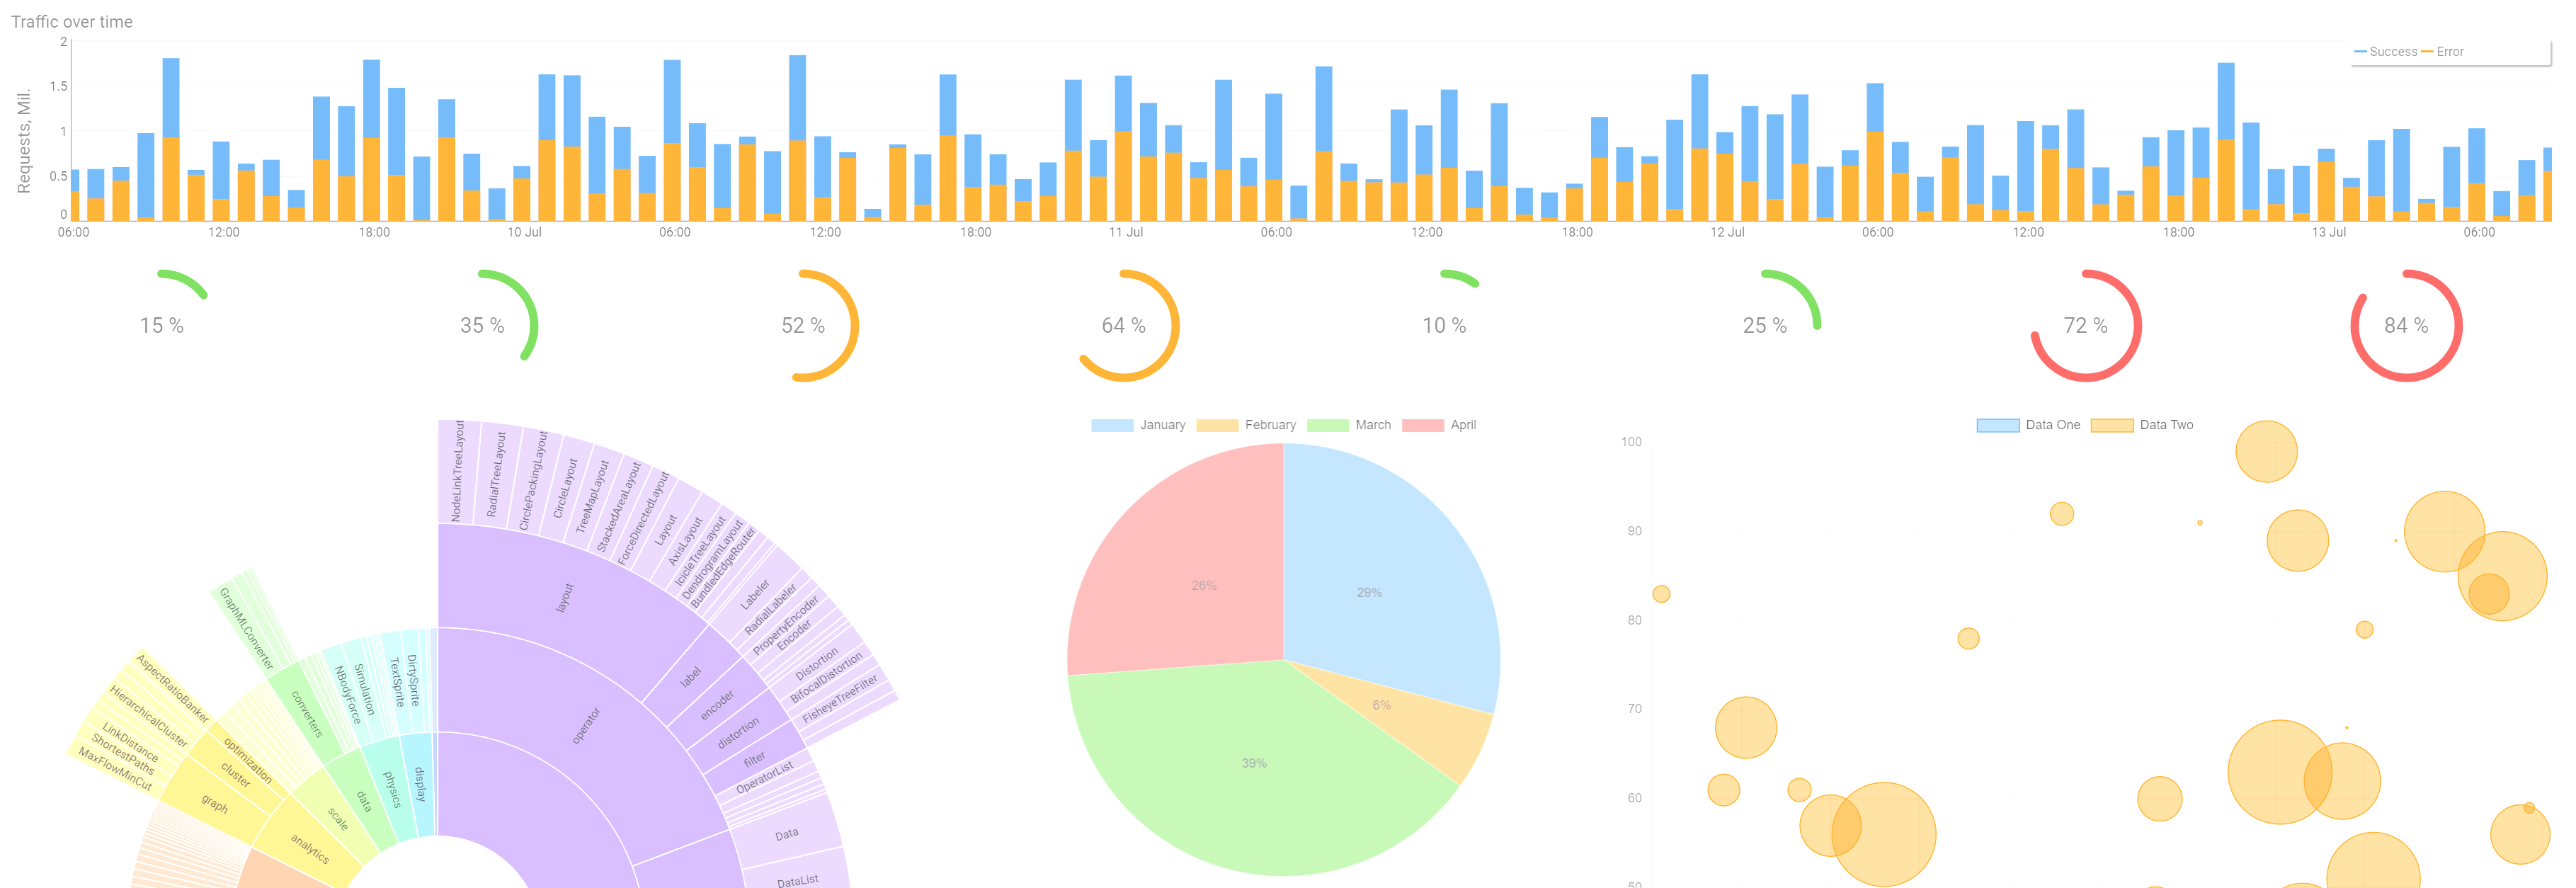 Traffic over time
Requests, Mil.
2
1.5
1
0.5
0
Success Error
06:00 12:00 18:00 10 Jul 06:00 12:00 18:00 11 Jul 06:00 12:00 18:00 12 Jul 06:00 12:00 18:00 13 Jul 06:00
15 % 35 % 52 % 64 % 10 % 25 % 72 % 84 %
NodeLinkTreeLayout
RadialTreeLayout
CirclePackingLayout
CircleLayout
TreeMapLayout
StackedAreaLayout
ForceDirectedLayout
Layout
AxisLayout
IcicleTreeLayout
DendrogramLayout
BundledEdgeRouter
Labeler
RadialLabeler
PropertyEncoder
Encoder
Distortion
BifocalDistortion
FisheyeTreeFilter
layout
label
encoder
distortion
filter
OperatorList
operator
Data
DataList
DirtySprite
TextSprite
Simulation
NBodyForce
display
physics
data
converters
GraphMLConverter
scale
optimization
AspectRatioBanker
cluster
HierarchicalCluster
graph
LinkDistance
ShortestPaths
MaxFlowMinCut
analytics
January February March April
26%
29%
6%
39%
Data One Data Two
100
90
80
70
60
50